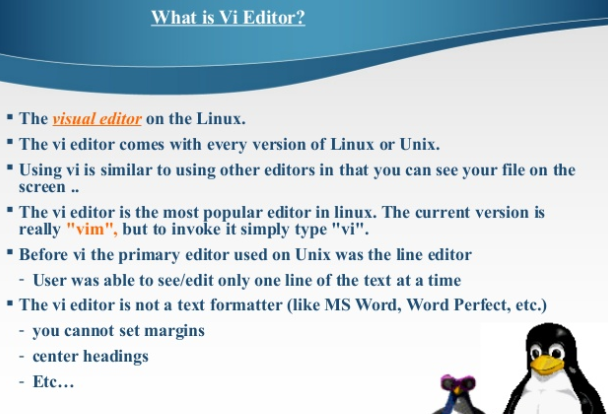 What is Vi Editor?
▪ The visual editor on the Linux.
▪ The vi editor comes with every version of Linux or Unix.
▪ Using vi is similar to using other editors in that you can see your file on the
screen ..
▪ The vi editor is the most popular editor in linux. The current version is
really "vim", but to invoke it simply type "vi".
▪ Before vi the primary editor used on Unix was the line editor
- User was able to see/edit only one line of the text at a time
▪ The vi editor is not a text formatter (like MS Word, Word Perfect, etc.)
- you cannot set margins
- center headings
- Etc…